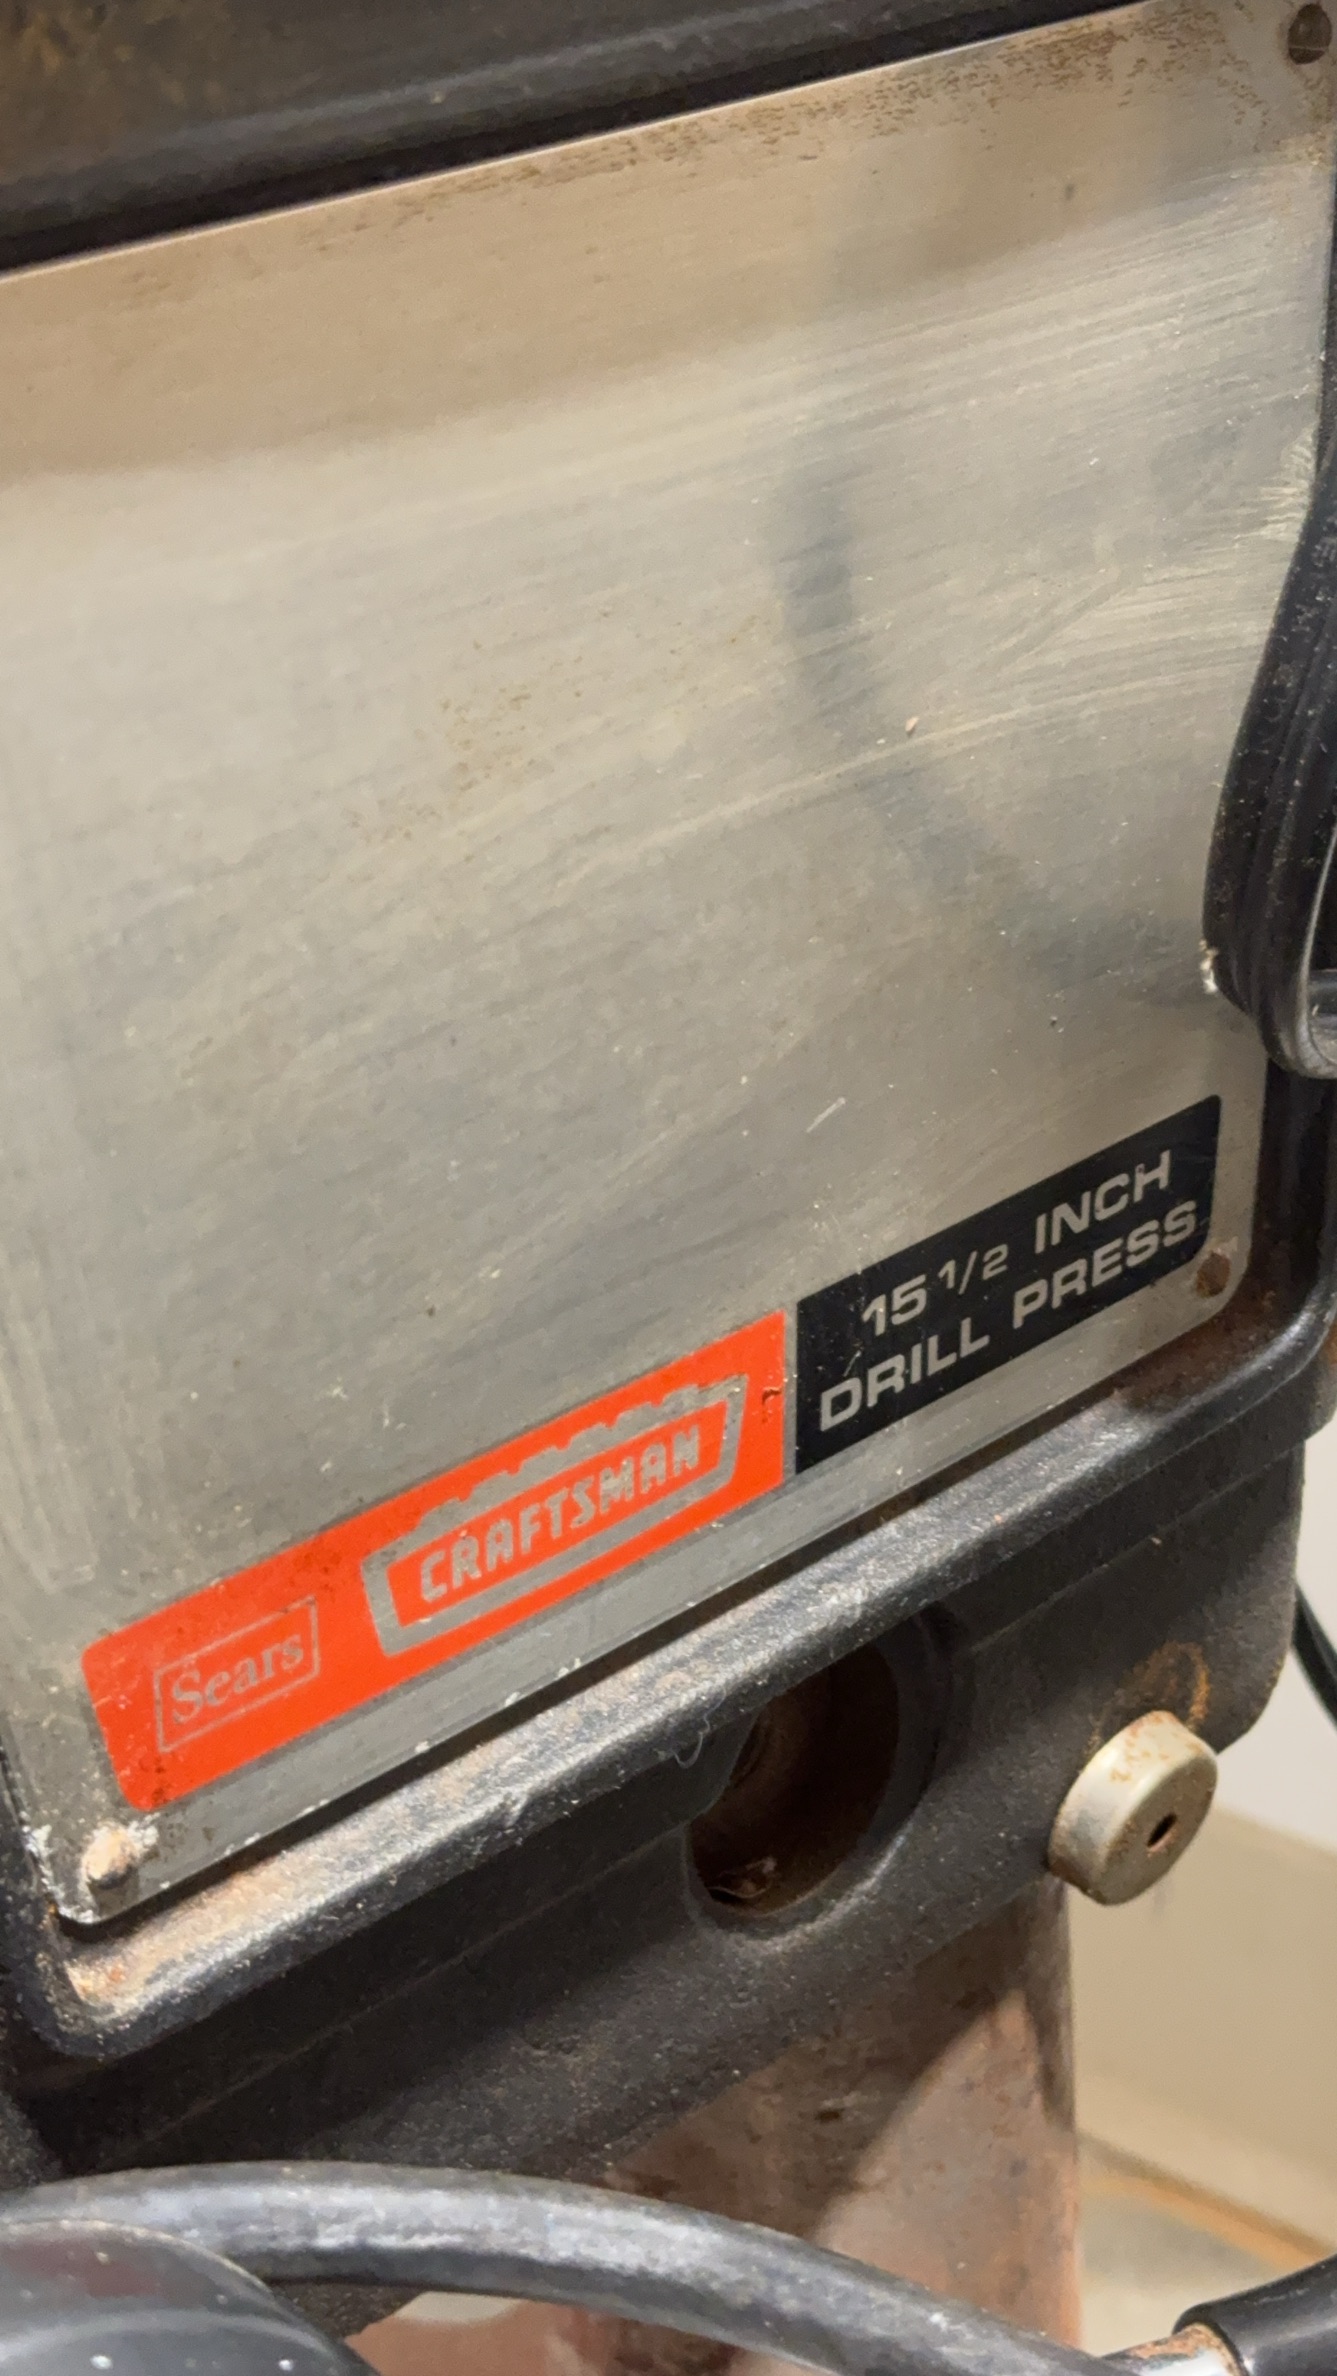 15 1/2 INCH
DRILL PRESS
CRAFTSMAN
Sears